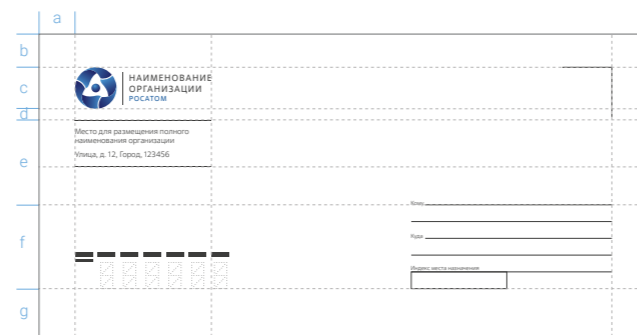 a
b
c
НАИМЕНОВАНИЕ
ОРГАНИЗАЦИИ
РОСАТОМ
d
Место для размещения полного
наименования организации
Улица, д. 12, Город, 123456
e
Кому
f
Куда
Индекс места назначения
g